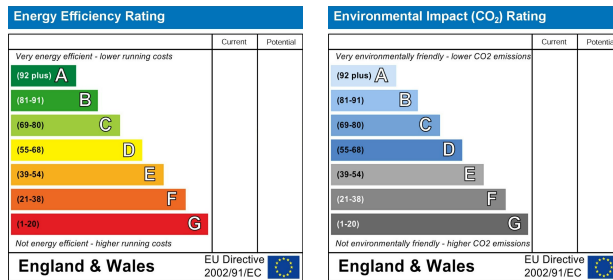 Energy Efficiency Rating
Current Potential
Very energy efficient - lower running costs
(92 plus) A
(81-91) B
(69-80) C
(55-68) D
(39-54) E
(21-38) F
(1-20) G
Not energy efficient - higher running costs
England & Wales
EU Directive
2002/91/EC
Environmental Impact (CO₂) Rating
Current Potential
Very environmentally friendly - lower CO2 emissions
(92 plus) A
(81-91) B
(69-80) C
(55-68) D
(39-54) E
(21-38) F
(1-20) G
Not environmentally friendly - higher CO2 emissions
England & Wales
EU Directive
2002/91/EC